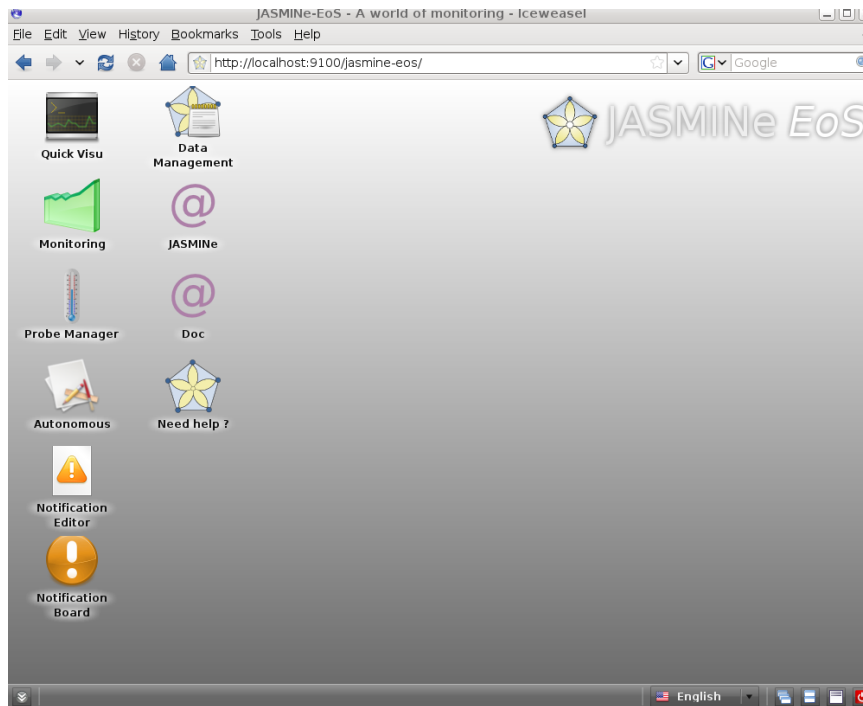 JASMINe-EoS - A world of monitoring - Iceweasel
File Edit View History Bookmarks Tools Help
http://localhost:9100/jasmine-eos/
G Google
JASMINe EoS
Quick Visu
Data
Management
Monitoring
JASMINe
Probe Manager
Doc
Autonomous
Need help ?
Notification
Editor
Notification
Board
English